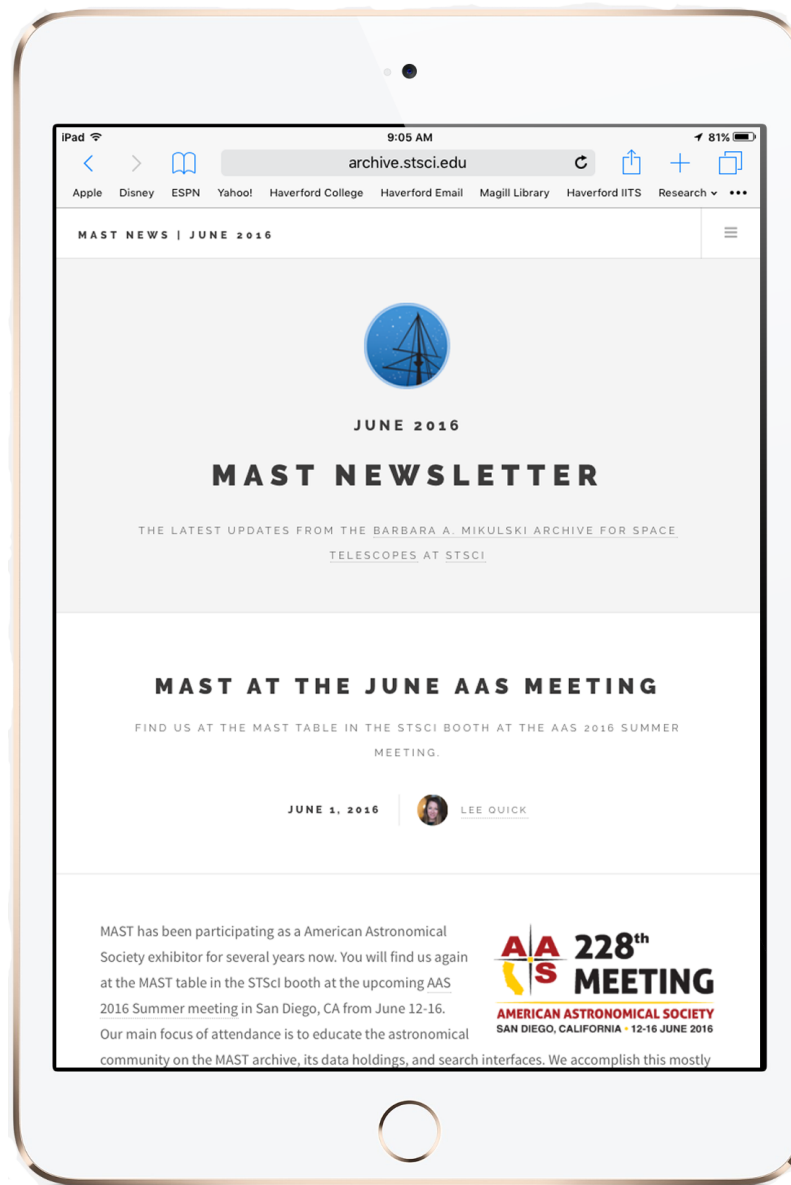 iPad 9:05 AM 81%
archive.stsci.edu
Apple Disney ESPN Yahoo! Haverford College Haverford Email Magill Library Haverford IITS Research •••
MAST NEWS | JUNE 2016
JUNE 2016
MAST NEWSLETTER
THE LATEST UPDATES FROM THE BARBARA A. MIKULSKI ARCHIVE FOR SPACE
TELESCOPES AT STSCI
MAST AT THE JUNE AAS MEETING
FIND US AT THE MAST TABLE IN THE STSCI BOOTH AT THE AAS 2016 SUMMER
MEETING.
JUNE 1, 2016 LEE QUICK
MAST has been participating as a American Astronomical
Society exhibitor for several years now. You will find us again
at the MAST table in the STScI booth at the upcoming AAS
2016 Summer meeting in San Diego, CA from June 12-16.
Our main focus of attendance is to educate the astronomical
community on the MAST archive, its data holdings, and search interfaces. We accomplish this mostly
AAS 228th
MEETING
AMERICAN ASTRONOMICAL SOCIETY
SAN DIEGO, CALIFORNIA • 12-16 JUNE 2016